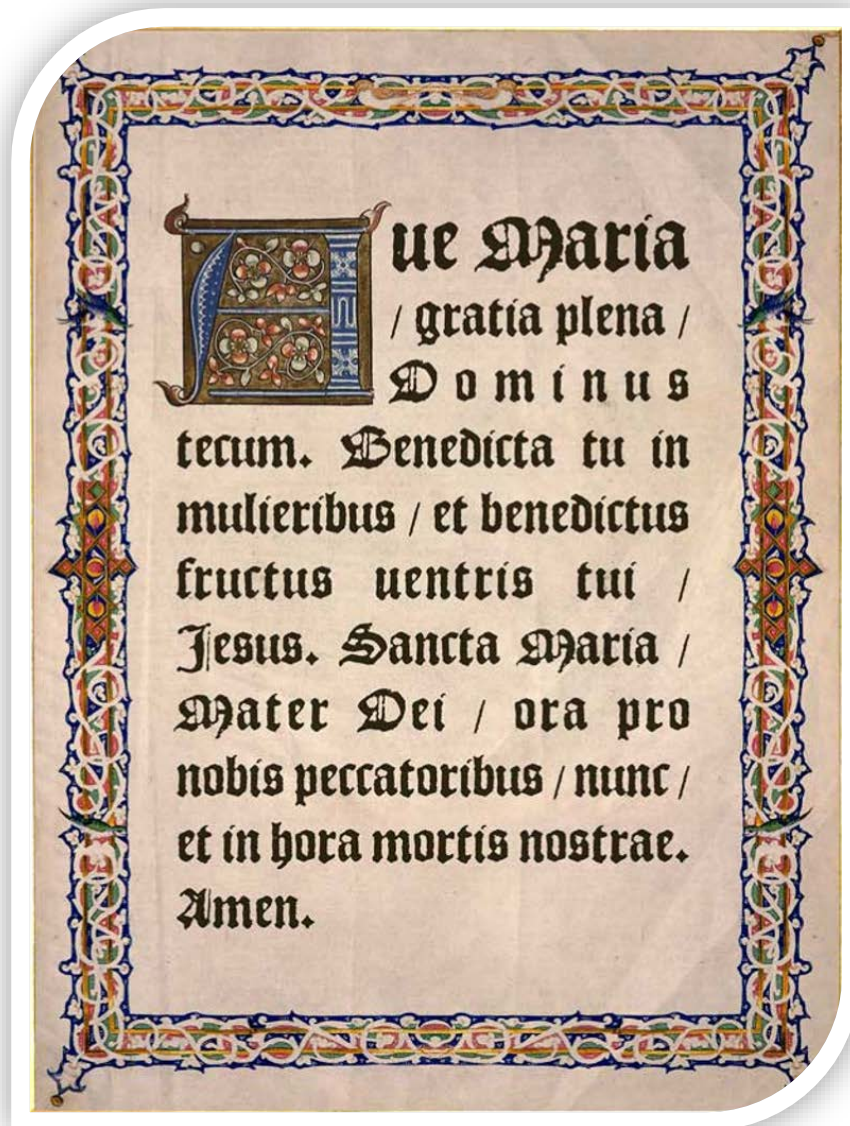 Aue Maria
/ gratia plena /
Dominus
tecum. Benedicta tu in
mulieribus / et benedictus
fructus uentris tui /
Jesus. Sancta Maria /
Mater Dei / ora pro
nobis peccatoribus / nunc /
et in hora mortis nostrae.
Amen.